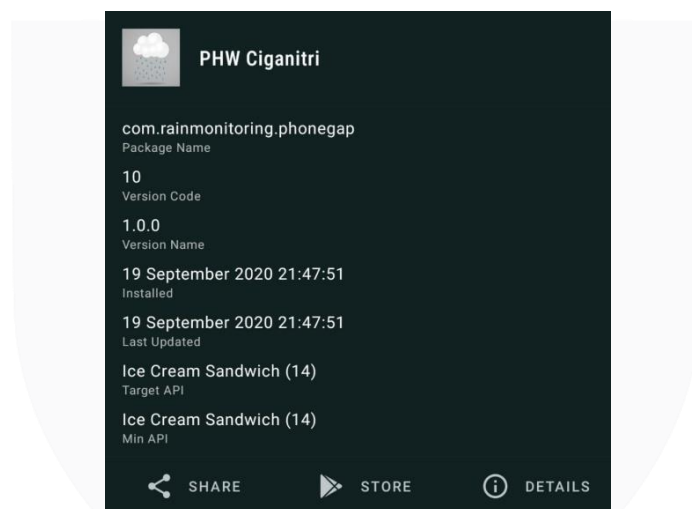 PHW Ciganitri
com.rainmonitoring.phonegap
Package Name
10
Version Code
1.0.0
Version Name
19 September 2020 21:47:51
Installed
19 September 2020 21:47:51
Last Updated
Ice Cream Sandwich (14)
Target API
Ice Cream Sandwich (14)
Min API
SHARE STORE DETAILS